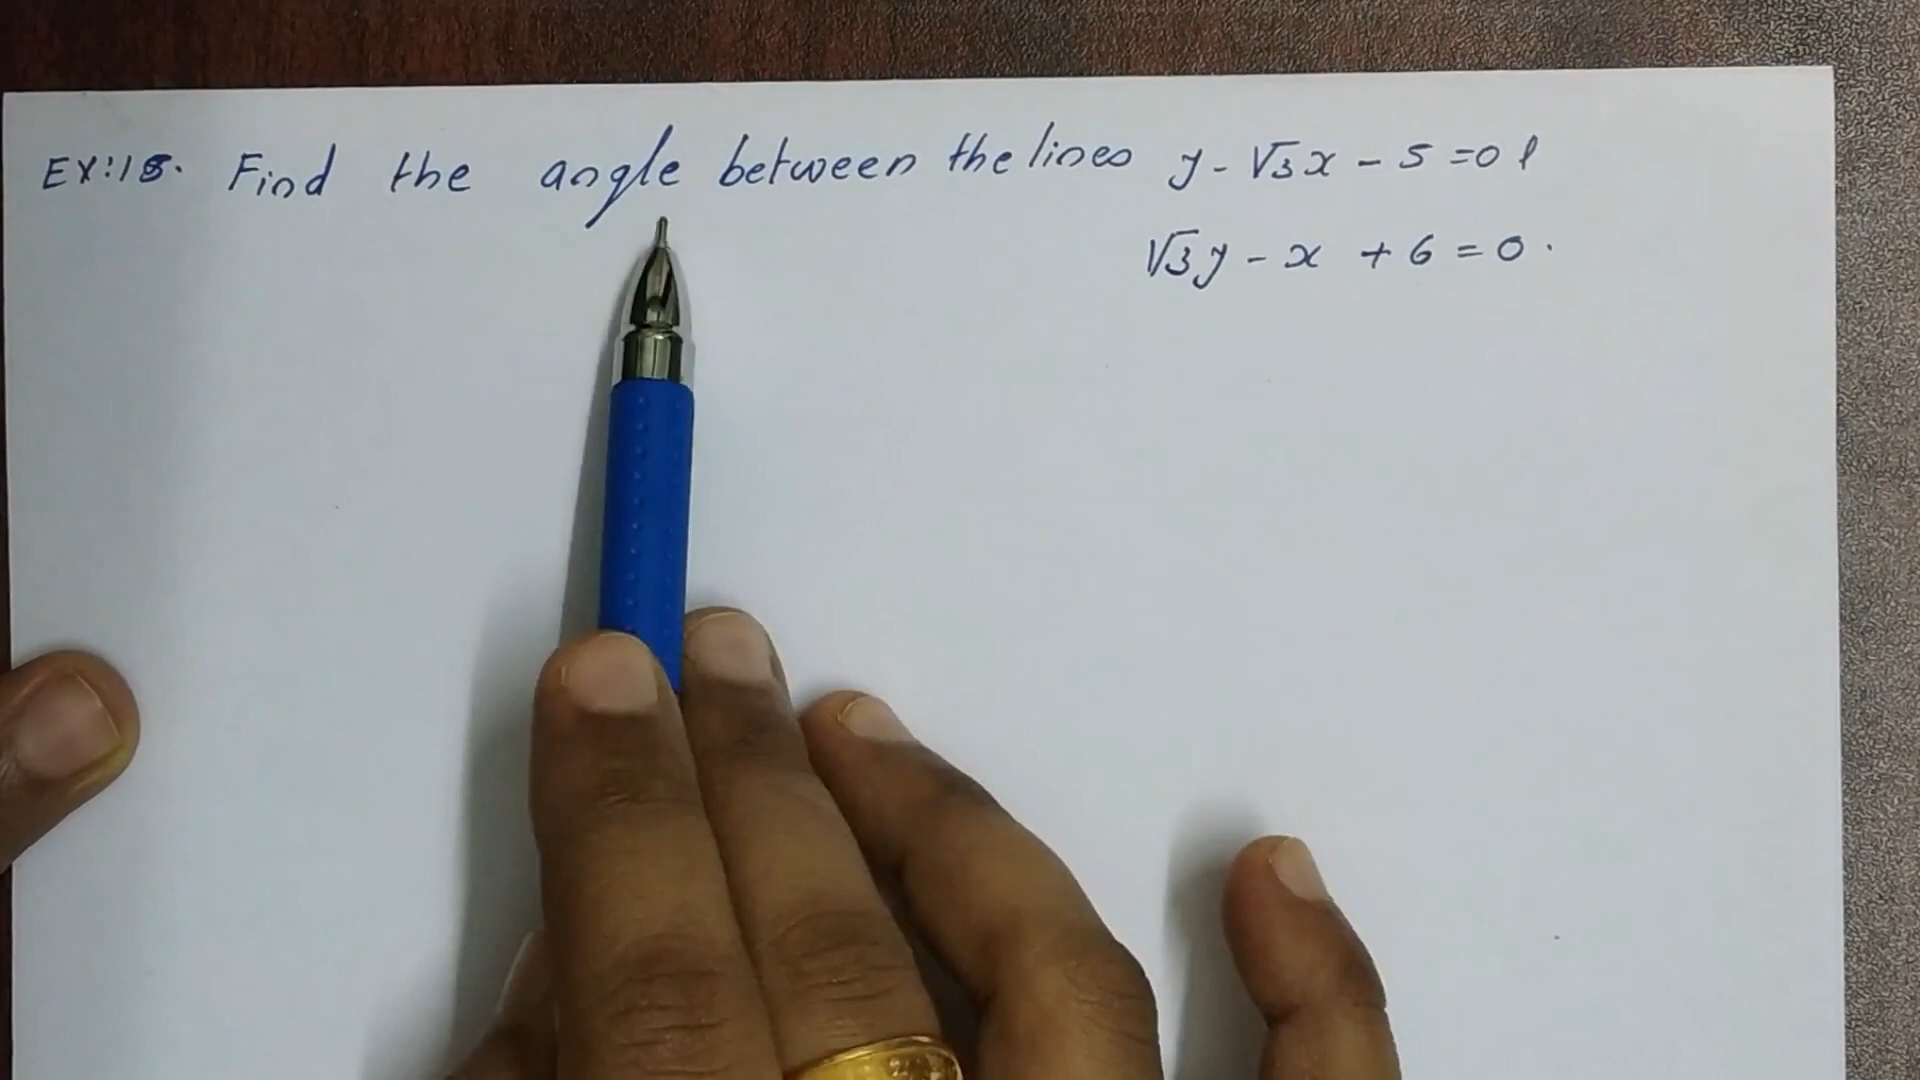 Ex:18. Find the angle between the lines y - √3x - 5 = 0 &
√3y - x + 6 = 0.